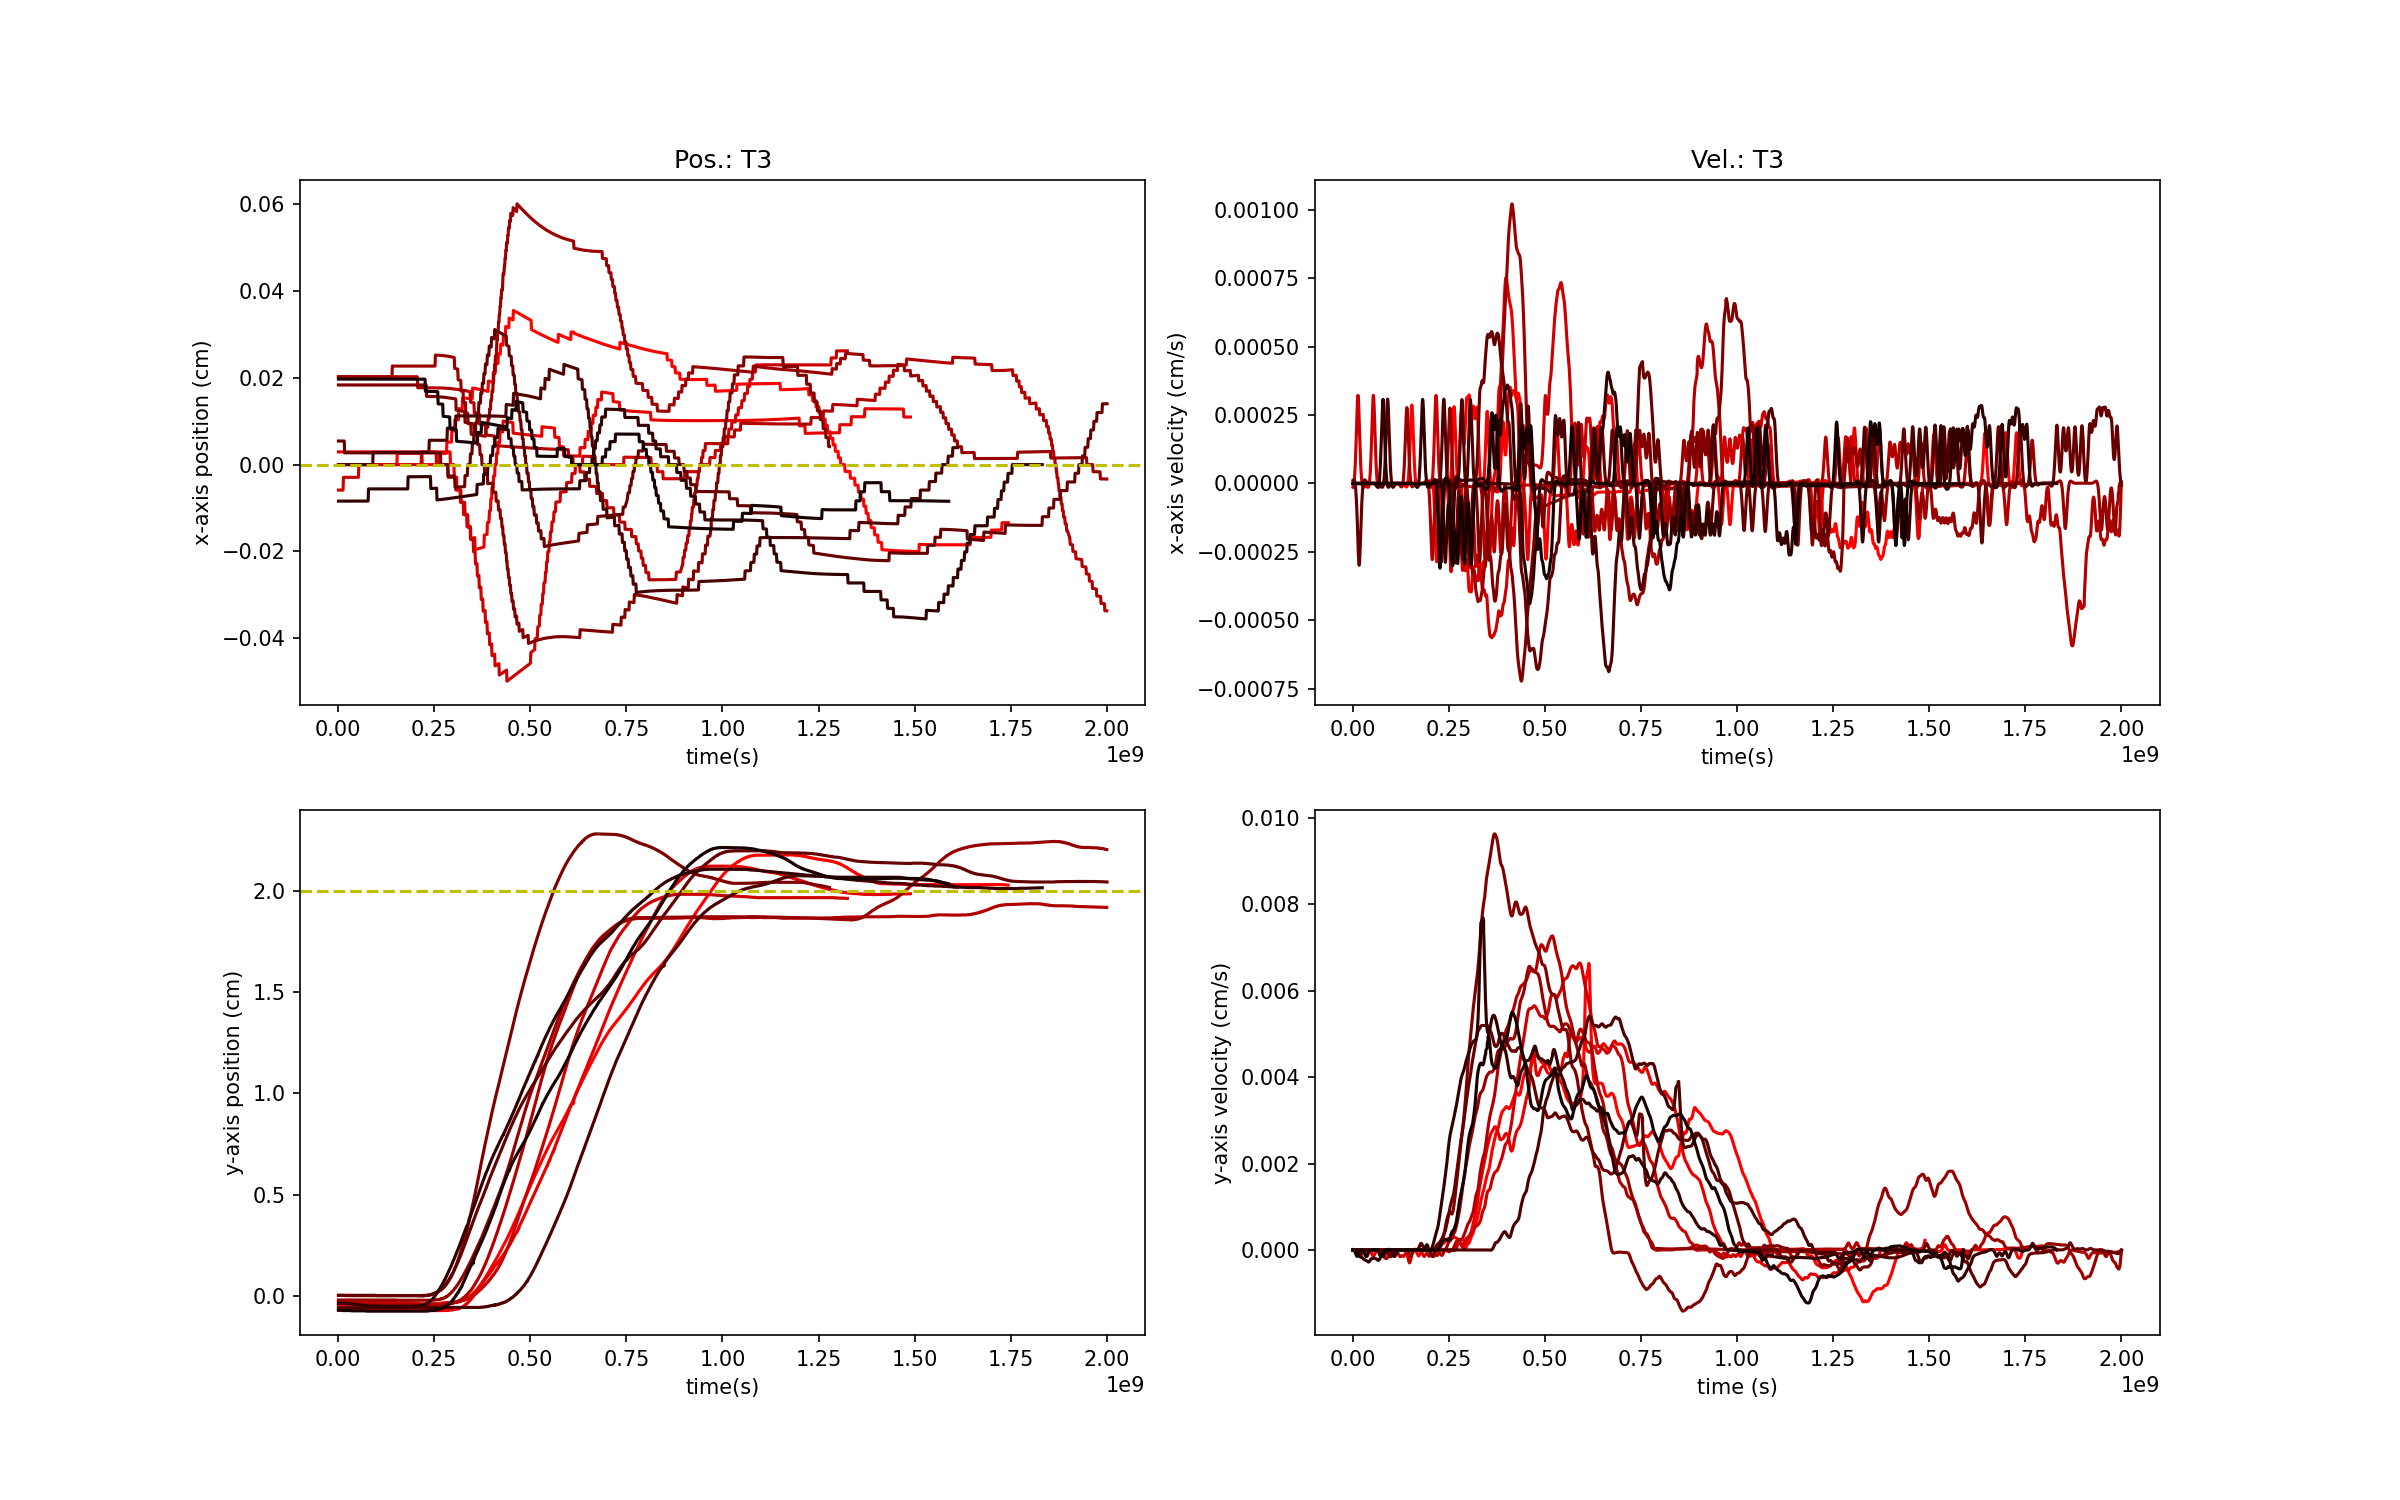 Pos.: T3
x-axis position (cm)
0.06
0.04
0.02
0.00
−0.02
−0.04
0.00 0.25 0.50 0.75 1.00 1.25 1.50 1.75 2.00
time(s)
1e9
Vel.: T3
x-axis velocity (cm/s)
0.00100
0.00075
0.00050
0.00025
0.00000
−0.00025
−0.00050
−0.00075
0.00 0.25 0.50 0.75 1.00 1.25 1.50 1.75 2.00
time(s)
1e9
y-axis position (cm)
2.0
1.5
1.0
0.5
0.0
0.00 0.25 0.50 0.75 1.00 1.25 1.50 1.75 2.00
time(s)
1e9
y-axis velocity (cm/s)
0.010
0.008
0.006
0.004
0.002
0.000
0.00 0.25 0.50 0.75 1.00 1.25 1.50 1.75 2.00
time (s)
1e9